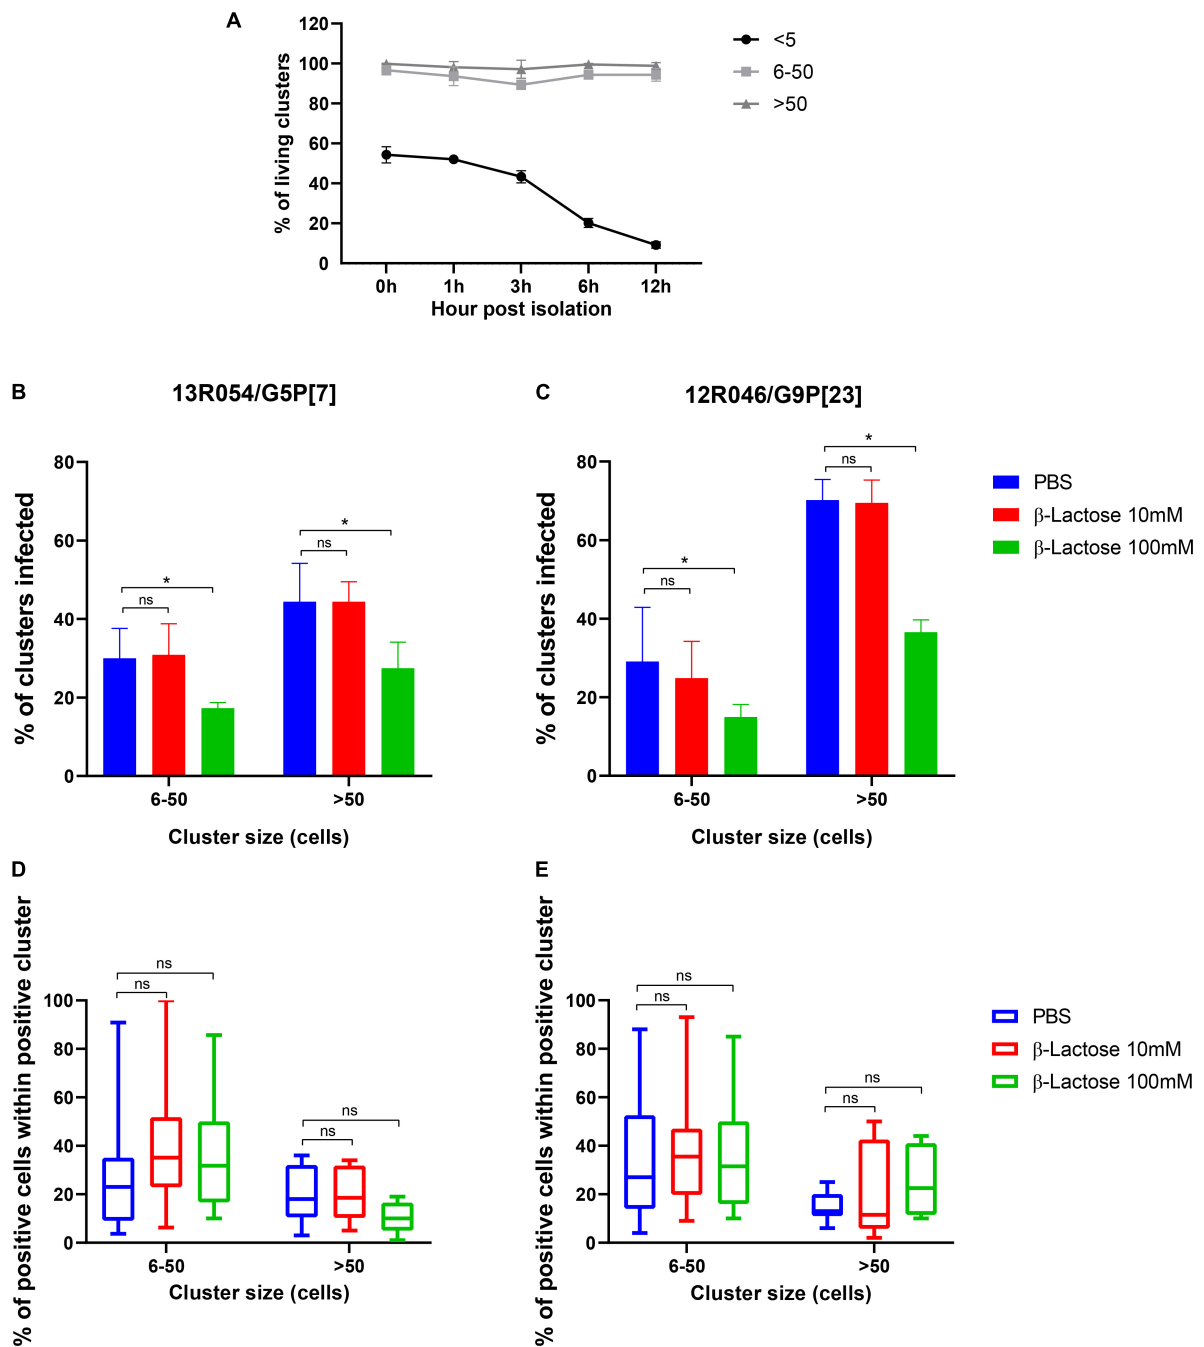 A
120
100
80
60
40
20
0
% of living clusters
0h 1h 3h 6h 12h
Hour post isolation
<5
6-50
>50
B
13R054/G5P[7]
80
60
40
20
0
% of clusters infected
*
ns
*
ns
6-50 >50
Cluster size (cells)
C
12R046/G9P[23]
80
60
40
20
0
% of clusters infected
*
ns
*
ns
6-50 >50
Cluster size (cells)
PBS
β-Lactose 10mM
β-Lactose 100mM
D
100
80
60
40
20
0
% of positive cells within positive cluster
ns
ns
ns
ns
6-50 >50
Cluster size (cells)
E
100
80
60
40
20
0
% of positive cells within positive cluster
ns
ns
ns
ns
6-50 >50
Cluster size (cells)
PBS
β-Lactose 10mM
β-Lactose 100mM